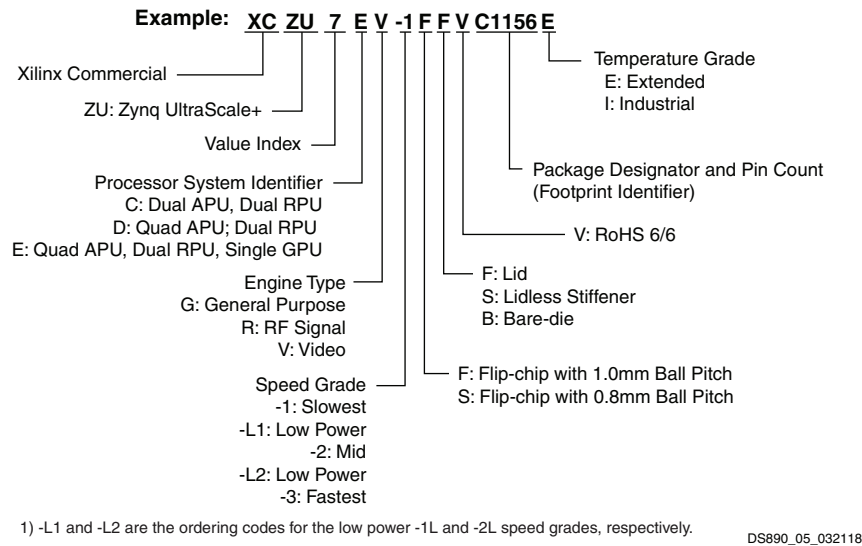 Example: XC ZU 7 E V -1 F F V C1156 E
Xilinx Commercial
ZU: Zynq UltraScale+
Value Index
Processor System Identifier
C: Dual APU, Dual RPU
D: Quad APU; Dual RPU
E: Quad APU, Dual RPU, Single GPU
Engine Type
G: General Purpose
R: RF Signal
V: Video
Speed Grade
-1: Slowest
-L1: Low Power
-2: Mid
-L2: Low Power
-3: Fastest
Temperature Grade
E: Extended
I: Industrial
Package Designator and Pin Count
(Footprint Identifier)
V: RoHS 6/6
F: Lid
S: Lidless Stiffener
B: Bare-die
F: Flip-chip with 1.0mm Ball Pitch
S: Flip-chip with 0.8mm Ball Pitch
1) -L1 and -L2 are the ordering codes for the low power -1L and -2L speed grades, respectively.
DS890_05_032118